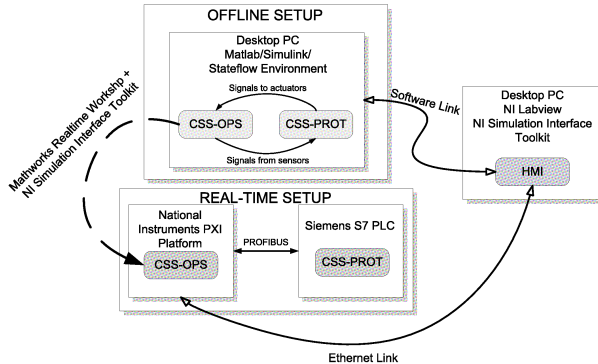 OFFLINE SETUP
Desktop PC
Matlab/Simulink/
Stateflow Environment
Signals to actuators
CSS-OPS
CSS-PROT
Signals from sensors
Software Link
Desktop PC
NI Labview
NI Simulation Interface
Toolkit
HMI
Mathworks Realtime Workshp +
NI Simulation Interface Toolkit
REAL-TIME SETUP
National
Instruments PXI
Platform
CSS-OPS
PROFIBUS
Siemens S7 PLC
CSS-PROT
Ethernet Link